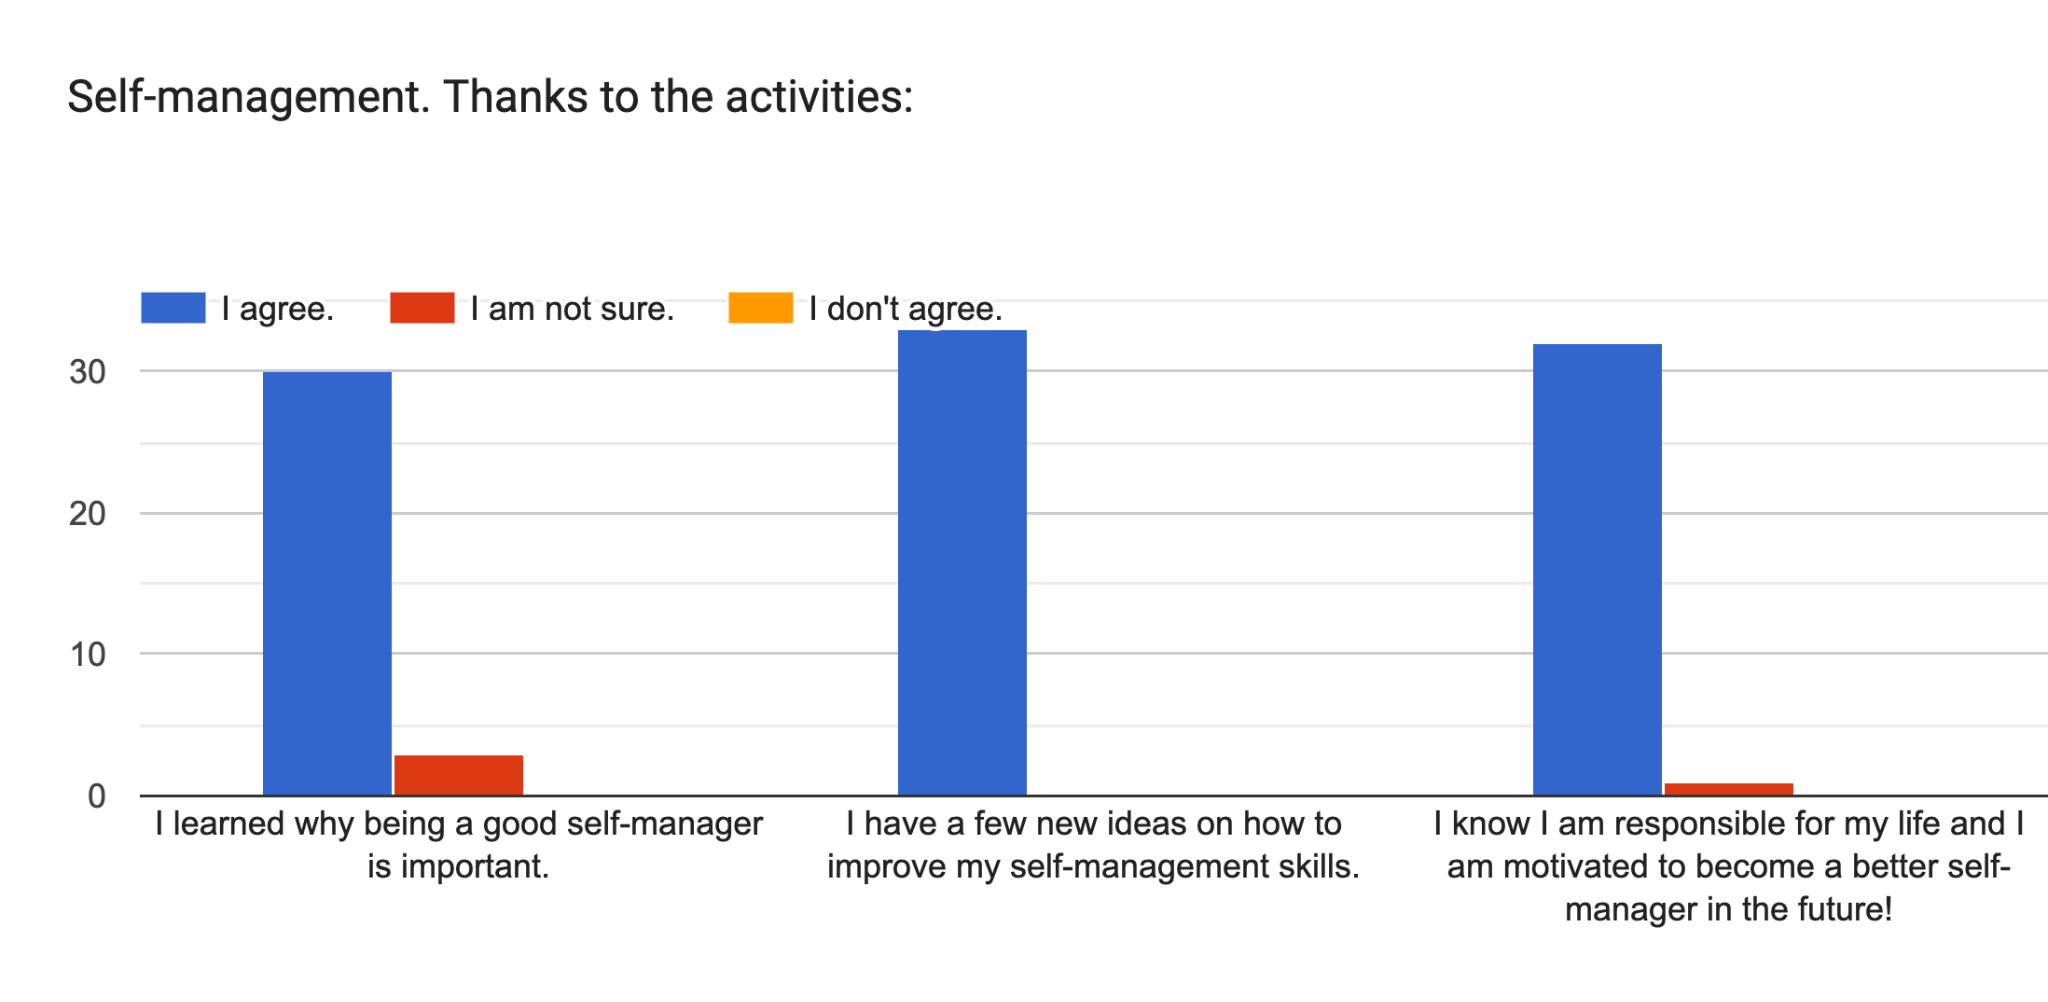 Self-management. Thanks to the activities:
I agree.
I am not sure.
I don't agree.
30
20
10
0
I learned why being a good self-manager
is important.
I have a few new ideas on how to
improve my self-management skills.
I know I am responsible for my life and I
am motivated to become a better self-
manager in the future!